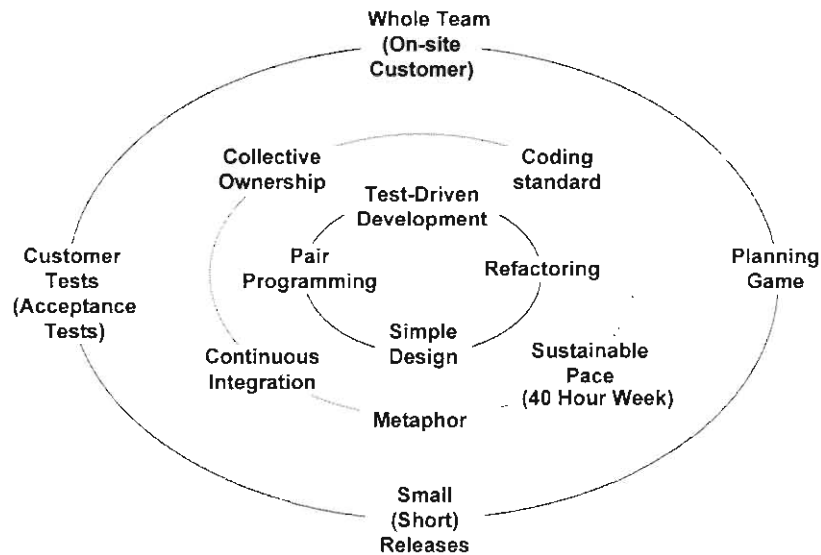 Whole Team
(On-site
Customer)
Collective
Ownership
Coding
standard
Test-Driven
Development
Customer
Tests
(Acceptance
Tests)
Pair
Programming
Refactoring
Planning
Game
Simple
Design
Continuous
Integration
Sustainable
Pace
(40 Hour Week)
Metaphor
Small
(Short)
Releases